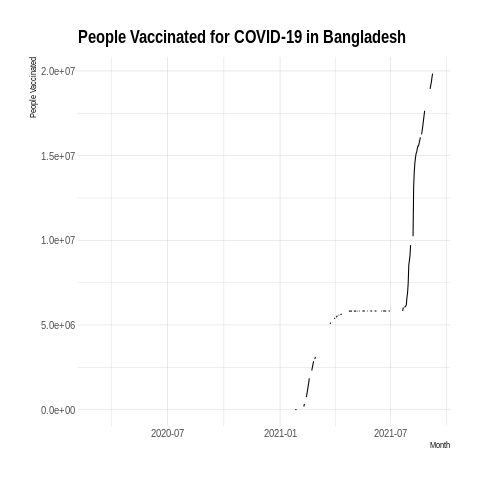 People Vaccinated for COVID-19 in Bangladesh
People Vaccinated
2.0e+07
1.5e+07
1.0e+07
5.0e+06
0.0e+00
2020-07
2021-01
2021-07
Month